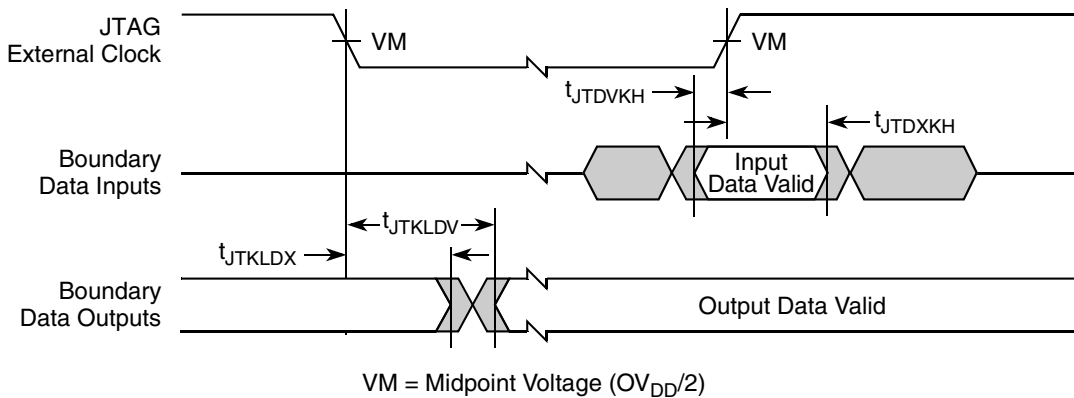 JTAG
External Clock
VM
VM
tJTDVKH
tJTDXKH
Boundary
Data Inputs
Input
Data Valid
tJTKLDV
tJTKLDX
Boundary
Data Outputs
Output Data Valid
VM = Midpoint Voltage (OVDD/2)